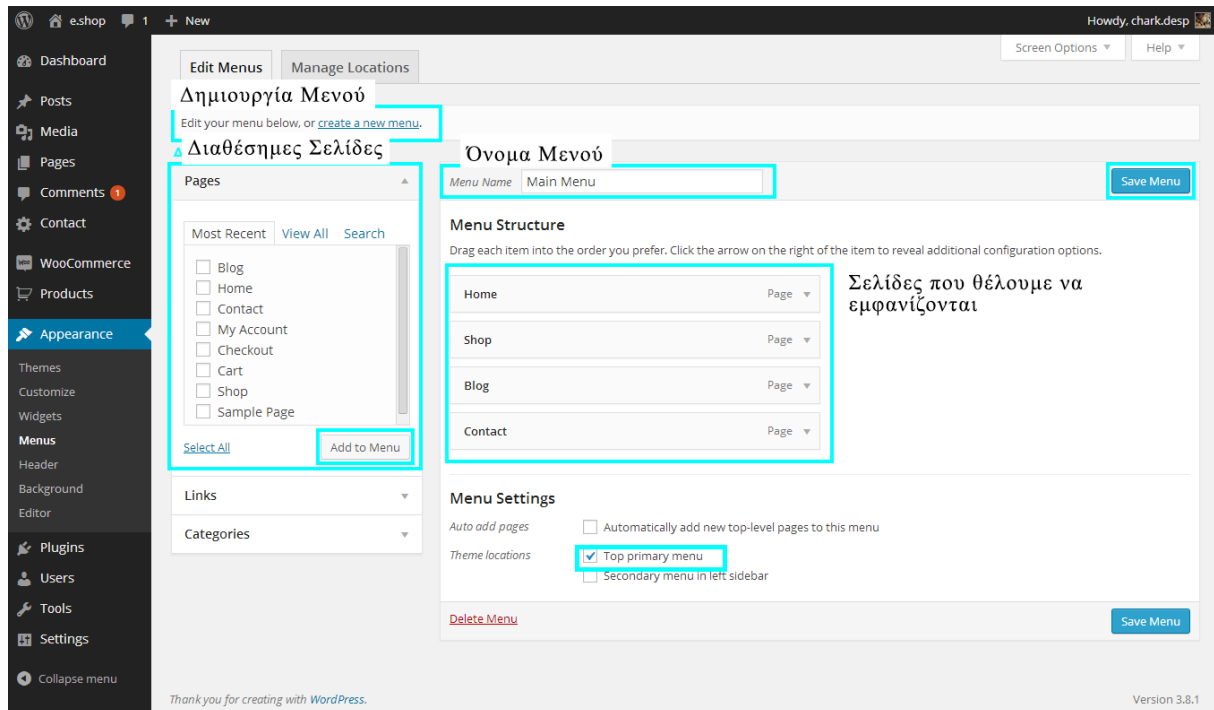 e.shop 1 + New Howdy, chark.desp
Screen Options Help
Dashboard
Posts
Media
Pages
Comments 1
Contact
WooCommerce
Products
Appearance
Themes
Customize
Widgets
Menus
Header
Background
Editor
Plugins
Users
Tools
Settings
Collapse menu
Edit Menus Manage Locations
Δημιουργία Μενού
Edit your menu below, or create a new menu.
Διαθέσημες Σελίδες
Pages
Most Recent View All Search
Blog
Home
Contact
My Account
Checkout
Cart
Shop
Sample Page
Select All Add to Menu
Links
Categories
Όνομα Μενού
Menu Name Main Menu Save Menu
Menu Structure
Drag each item into the order you prefer. Click the arrow on the right of the item to reveal additional configuration options.
Home Page
Shop Page
Blog Page
Contact Page
Σελίδες που θέλουμε να
εμφανίζονται
Menu Settings
Auto add pages Automatically add new top-level pages to this menu
Theme locations Top primary menu
Secondary menu in left sidebar
Delete Menu Save Menu
Thank you for creating with WordPress. Version 3.8.1